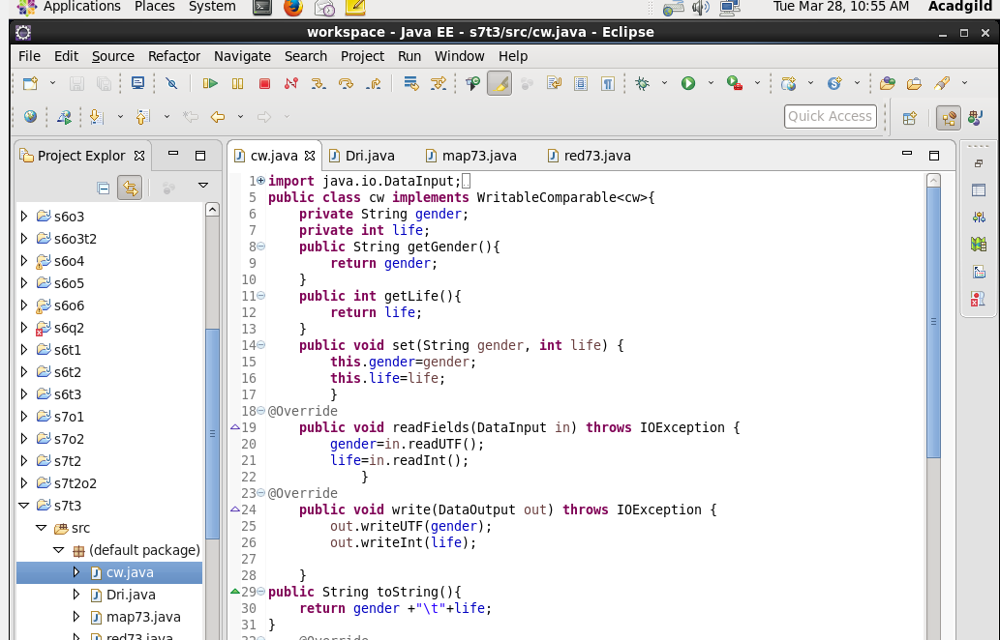 Applications Places System Tue Mar 28, 10:55 AM Acadgild
workspace - Java EE - s7t3/src/cw.java - Eclipse
File Edit Source Refactor Navigate Search Project Run Window Help
Quick Access
Project Explor
cw.java Dri.java map73.java red73.java
s6o3
s6o3t2
s6o4
s6o5
s6o6
s6q2
s6t1
s6t2
s6t3
s7o1
s7o2
s7t2
s7t2o2
s7t3
src
(default package)
cw.java
Dri.java
map73.java
red73.java
1 import java.io.DataInput;
5 public class cw implements WritableComparable<cw>{
6 private String gender;
7 private int life;
8 public String getGender(){
9 return gender;
10 }
11 public int getLife(){
12 return life;
13 }
14 public void set(String gender, int life) {
15 this.gender=gender;
16 this.life=life;
17 }
18 @Override
19 public void readFields(DataInput in) throws IOException {
20 gender=in.readUTF();
21 life=in.readInt();
22 }
23 @Override
24 public void write(DataOutput out) throws IOException {
25 out.writeUTF(gender);
26 out.writeInt(life);
27
28 }
29 public String toString(){
30 return gender +"\t"+life;
31 }
32 @Override